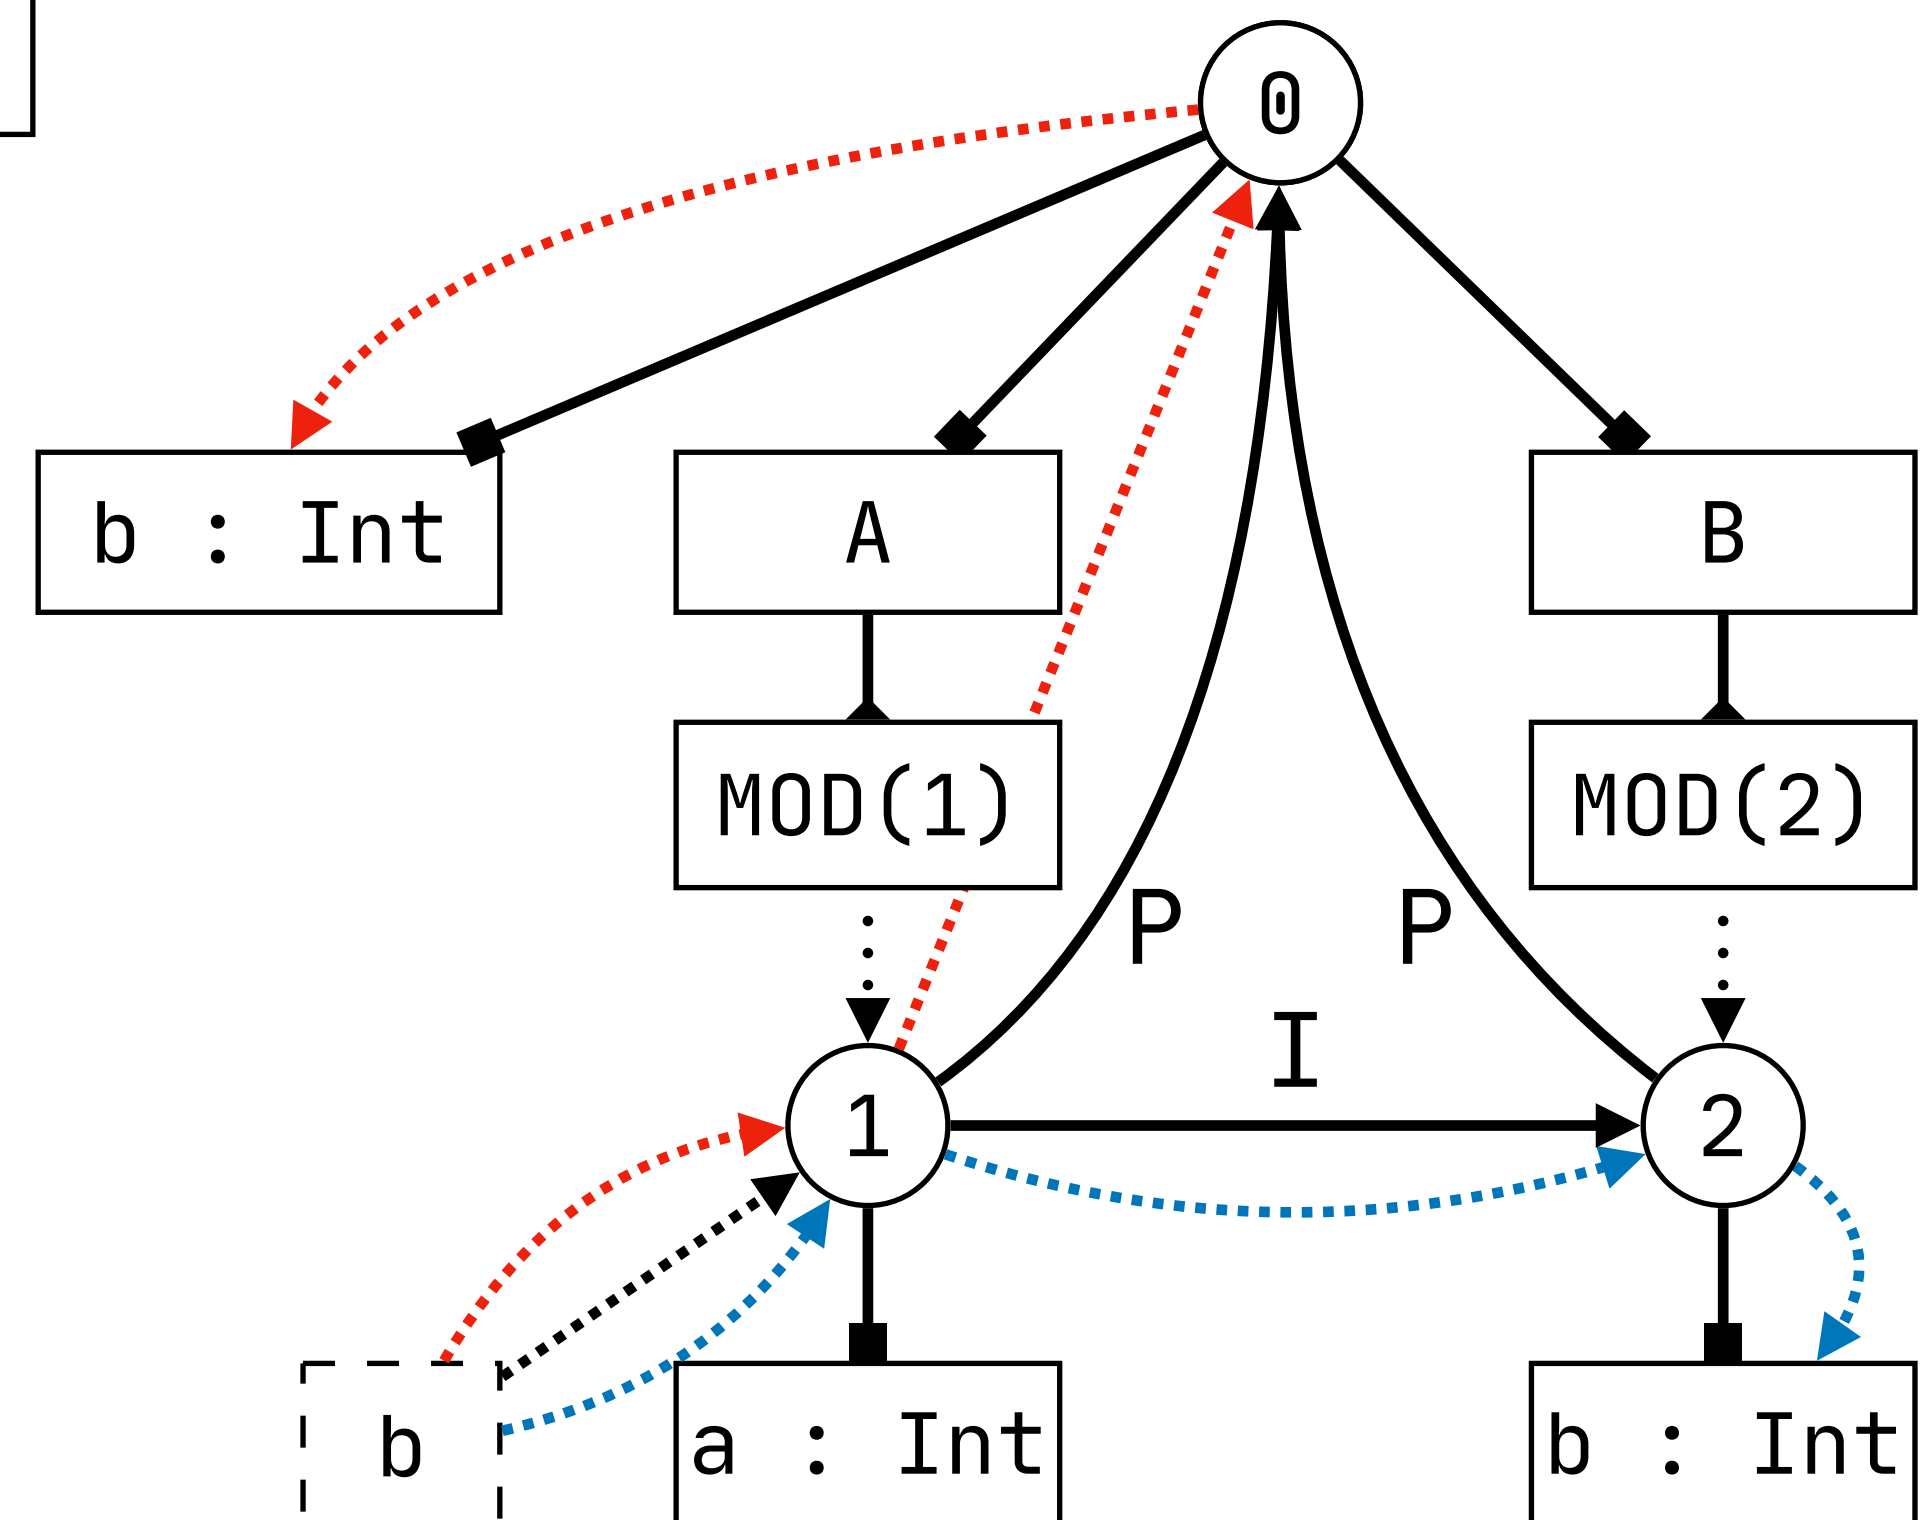 0
b : Int
A
B
MOD(1)
MOD(2)
P
P
I
1
2
b
a : Int
b : Int